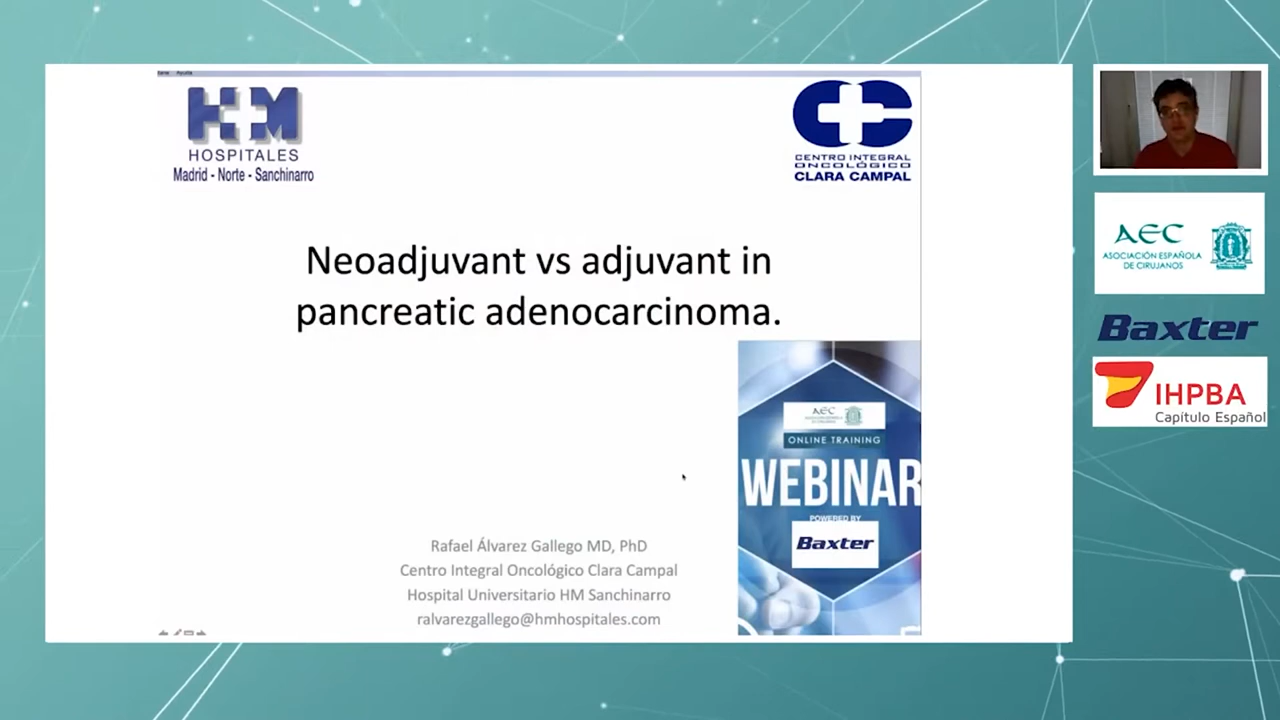 HM
HOSPITALES
Madrid - Norte - Sanchinarro
CENTRO INTEGRAL
ONCOLÓGICO
CLARA CAMPAL
Neoadjuvant vs adjuvant in
pancreatic adenocarcinoma.
AEC
ONLINE TRAINING
WEBINAR
POWERED BY
Baxter
Rafael Álvarez Gallego MD, PhD
Centro Integral Oncológico Clara Campal
Hospital Universitario HM Sanchinarro
ralvarezgallego@hmhospitales.com
AEC
ASOCIACIÓN ESPAÑOLA
DE CIRUJANOS
Baxter
IHPBA
Capítulo Español